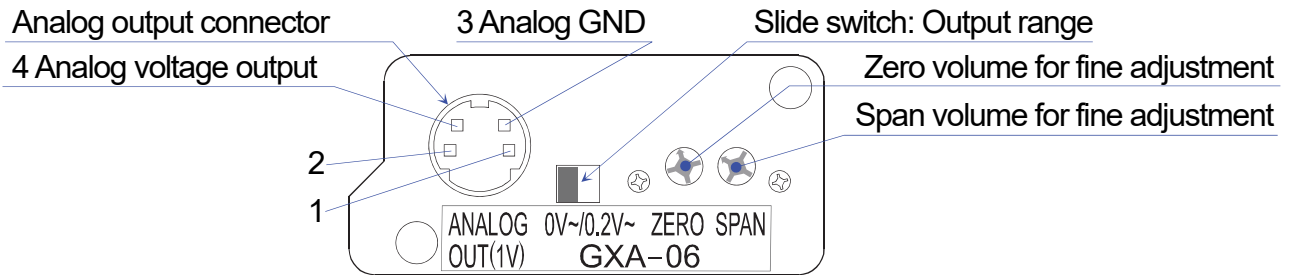 Analog output connector
3 Analog GND
Slide switch: Output range
4 Analog voltage output
Zero volume for fine adjustment
Span volume for fine adjustment
2
1
ANALOG 0V~/0.2V~ ZERO SPAN
OUT(1V) GXA-06